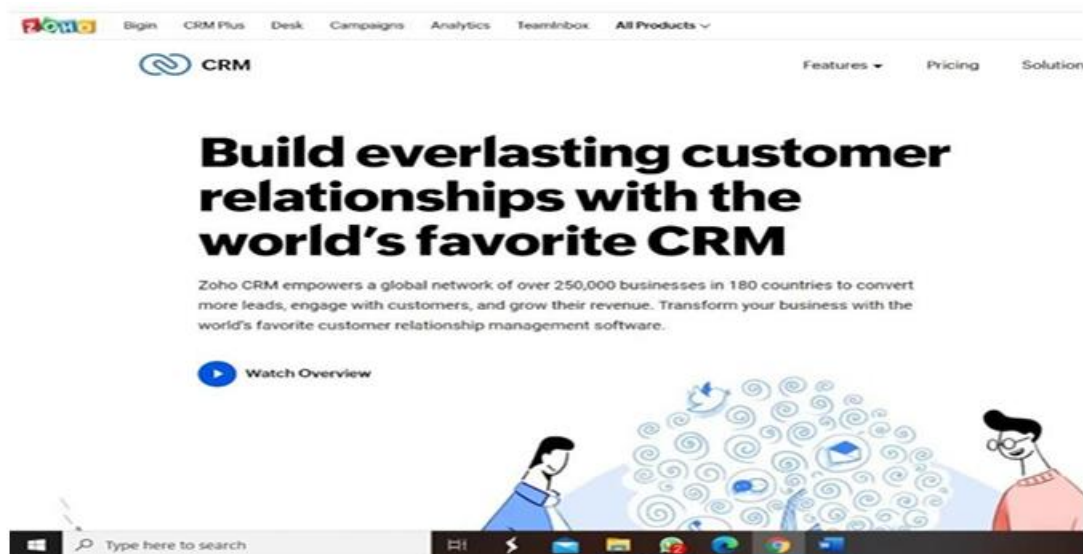 ZOHO Bigin CRM Plus Desk Campaigns Analytics TeamInbox All Products
CRM Features Pricing Solution
Build everlasting customer
relationships with the
world's favorite CRM
Zoho CRM empowers a global network of over 250,000 businesses in 180 countries to convert
more leads, engage with customers, and grow their revenue. Transform your business with the
world's favorite customer relationship management software.
Watch Overview
Type here to search
2